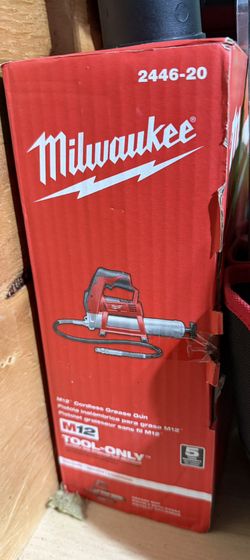 2446-20
Milwaukee
M12™ Cordless Grease Gun
Pistola inalámbrica para grasa M12™
Pistolet graisseur sans fil M12™
M12
TOOL-ONLY™
5